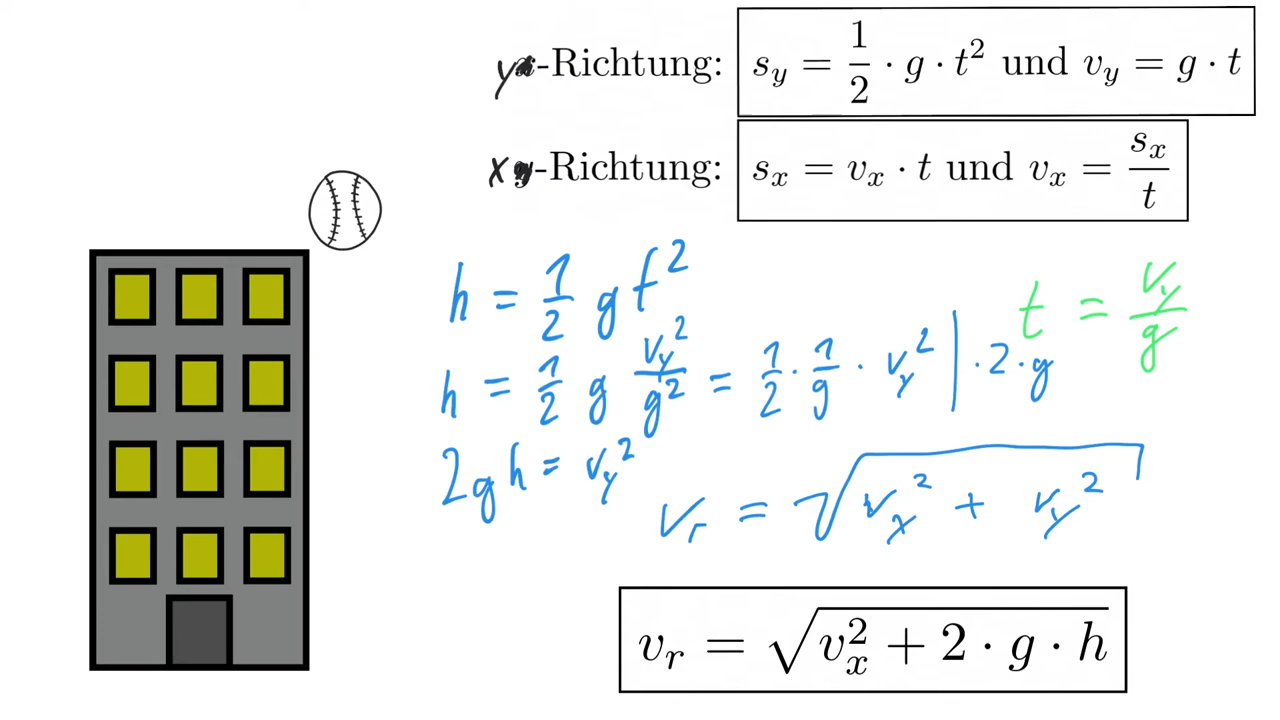 y-Richtung: s_y = 1/2 · g · t² und v_y = g · t
x-Richtung: s_x = v_x · t und v_x = s_x/t
h = 1/2 g t²
t = v_y/g
h = 1/2 g v_y²/g² = 1/2 · 1/g · v_y² | · 2 · g
2gh = v_y²
v_r = √(v_x² + v_y²)
v_r = √(v_x² + 2 · g · h)